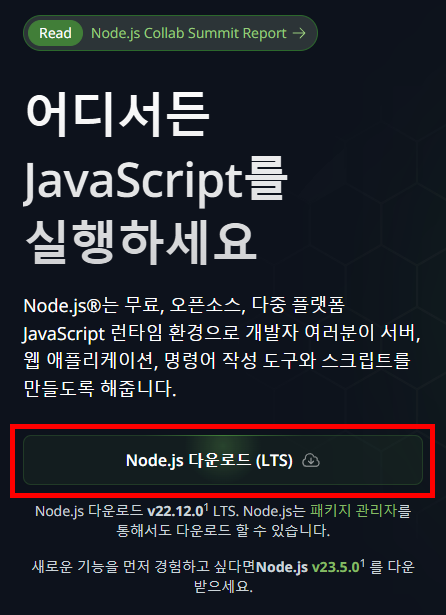 Read Node.js Collab Summit Report →
어디서든
JavaScript를
실행하세요
Node.js®는 무료, 오픈소스, 다중 플랫폼
JavaScript 런타임 환경으로 개발자 여러분이 서버,
웹 애플리케이션, 명령어 작성 도구와 스크립트를
만들도록 해줍니다.
Node.js 다운로드 (LTS)
Node.js 다운로드 v22.12.0¹ LTS. Node.js는 패키지 관리자를
통해서도 다운로드 할 수 있습니다.
새로운 기능을 먼저 경험하고 싶다면Node.js v23.5.0¹ 를 다운
받으세요.